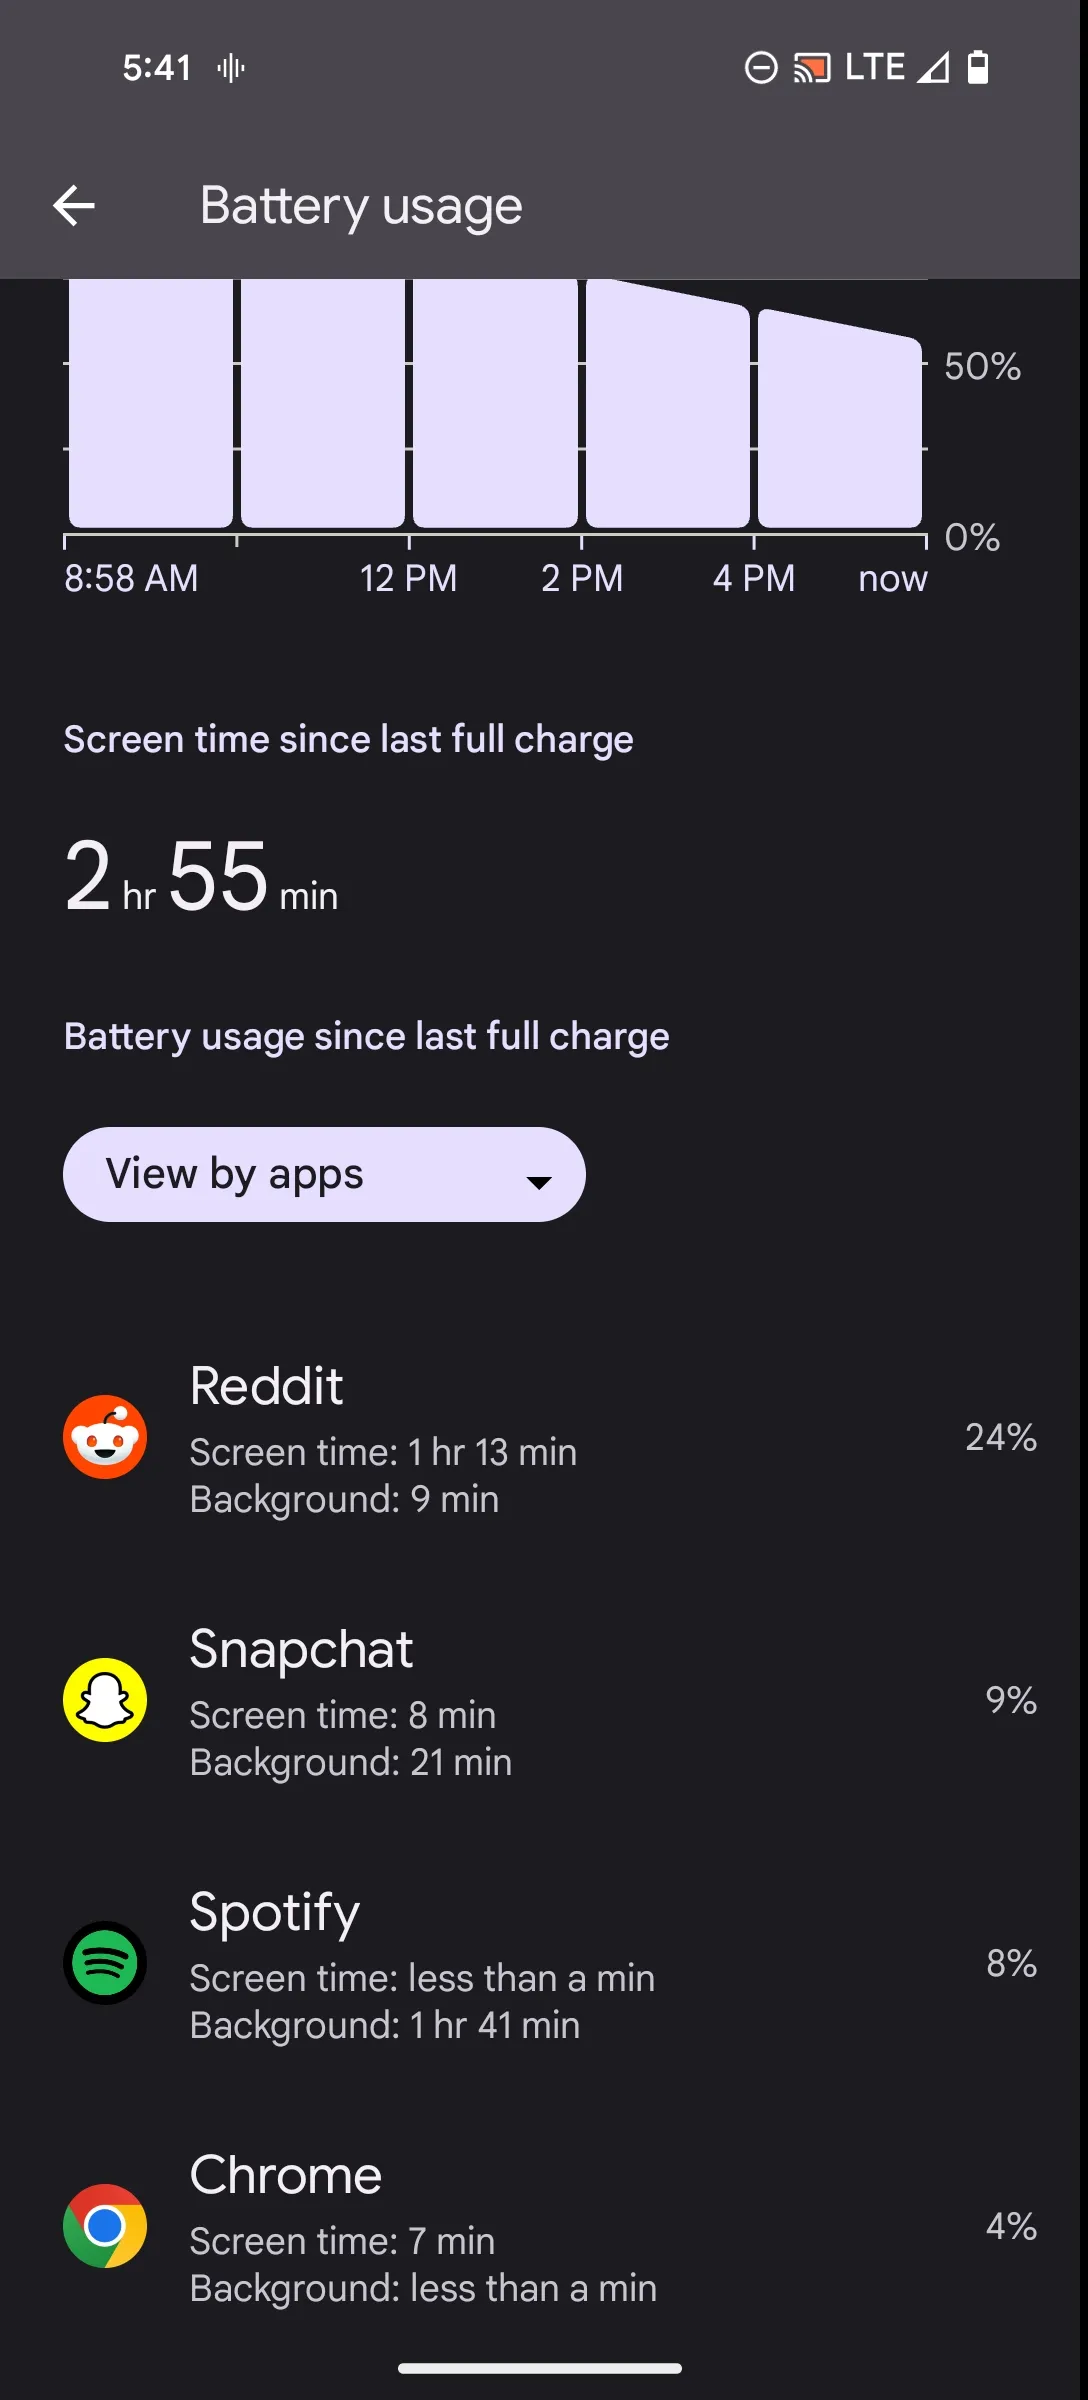 5:41 LTE
Battery usage
50%
0%
8:58 AM 12 PM 2 PM 4 PM now
Screen time since last full charge
2 hr 55 min
Battery usage since last full charge
View by apps
Reddit
Screen time: 1 hr 13 min
Background: 9 min
24%
Snapchat
Screen time: 8 min
Background: 21 min
9%
Spotify
Screen time: less than a min
Background: 1 hr 41 min
8%
Chrome
Screen time: 7 min
Background: less than a min
4%